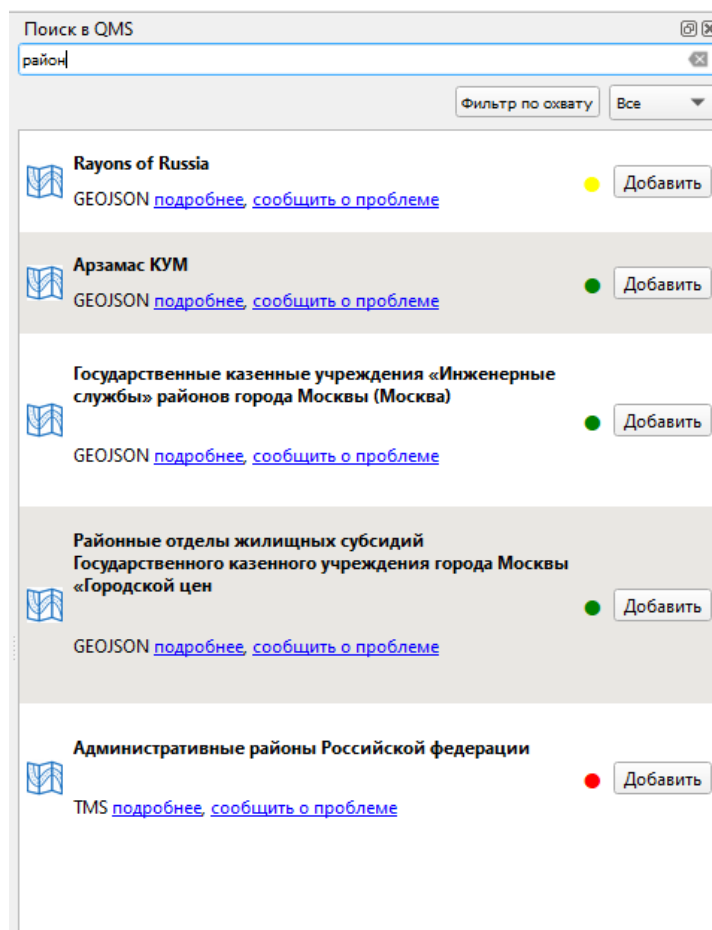 Поиск в QMS
район
Фильтр по охвату Все
Rayons of Russia
GEOJSON подробнее, сообщить о проблеме
Добавить
Арзамас КУМ
GEOJSON подробнее, сообщить о проблеме
Добавить
Государственные казенные учреждения «Инженерные
службы» районов города Москвы (Москва)
GEOJSON подробнее, сообщить о проблеме
Добавить
Районные отделы жилищных субсидий
Государственного казенного учреждения города Москвы
«Городской цен
GEOJSON подробнее, сообщить о проблеме
Добавить
Административные районы Российской федерации
TMS подробнее, сообщить о проблеме
Добавить